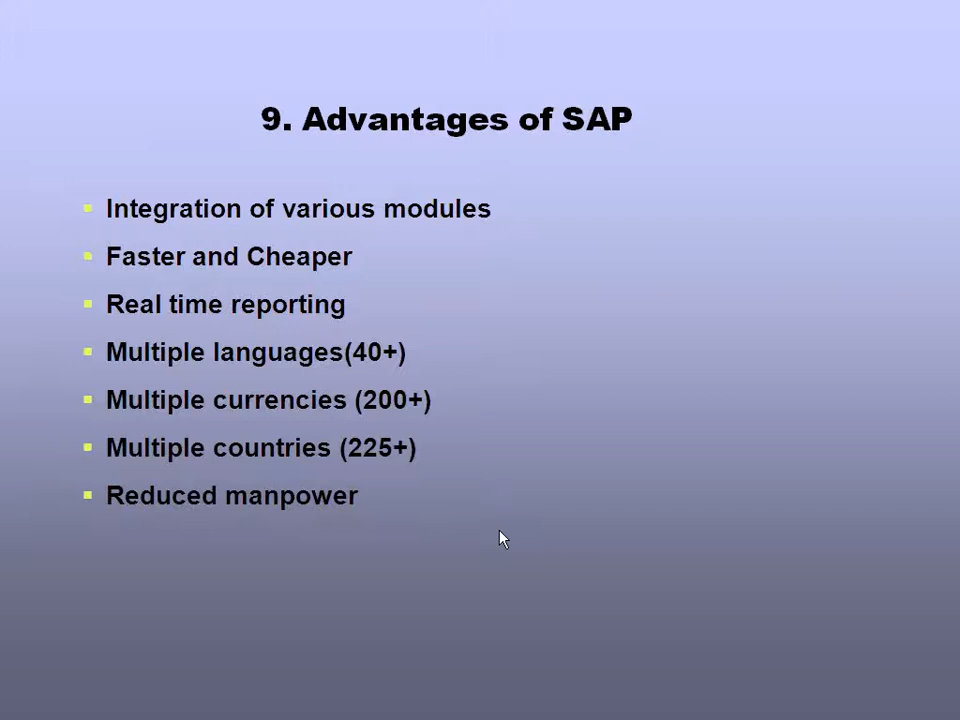 9. Advantages of SAP
Integration of various modules
Faster and Cheaper
Real time reporting
Multiple languages(40+)
Multiple currencies (200+)
Multiple countries (225+)
Reduced manpower